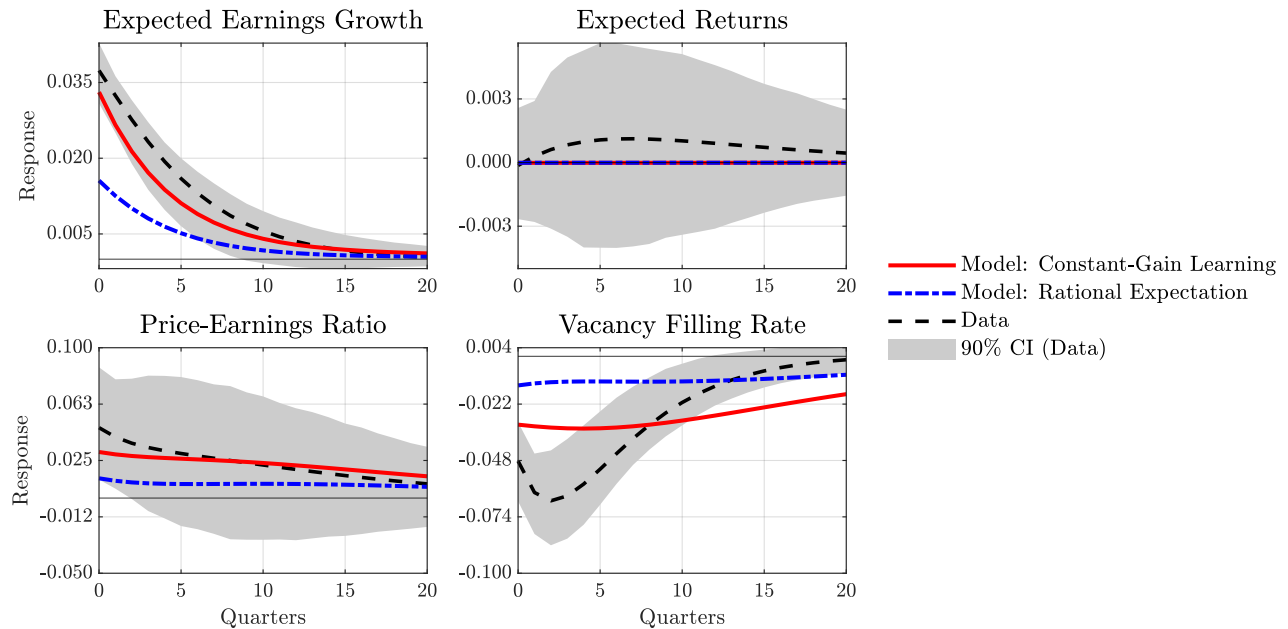 Expected Earnings Growth
Response
0.035
0.020
0.005
0 5 10 15 20
Expected Returns
0.003
0.000
-0.003
0 5 10 15 20
Price-Earnings Ratio
Response
0.100
0.063
0.025
-0.012
-0.050
0 5 10 15 20
Quarters
Vacancy Filling Rate
0.004
-0.022
-0.048
-0.074
-0.100
0 5 10 15 20
Quarters
Model: Constant-Gain Learning
Model: Rational Expectation
Data
90% CI (Data)